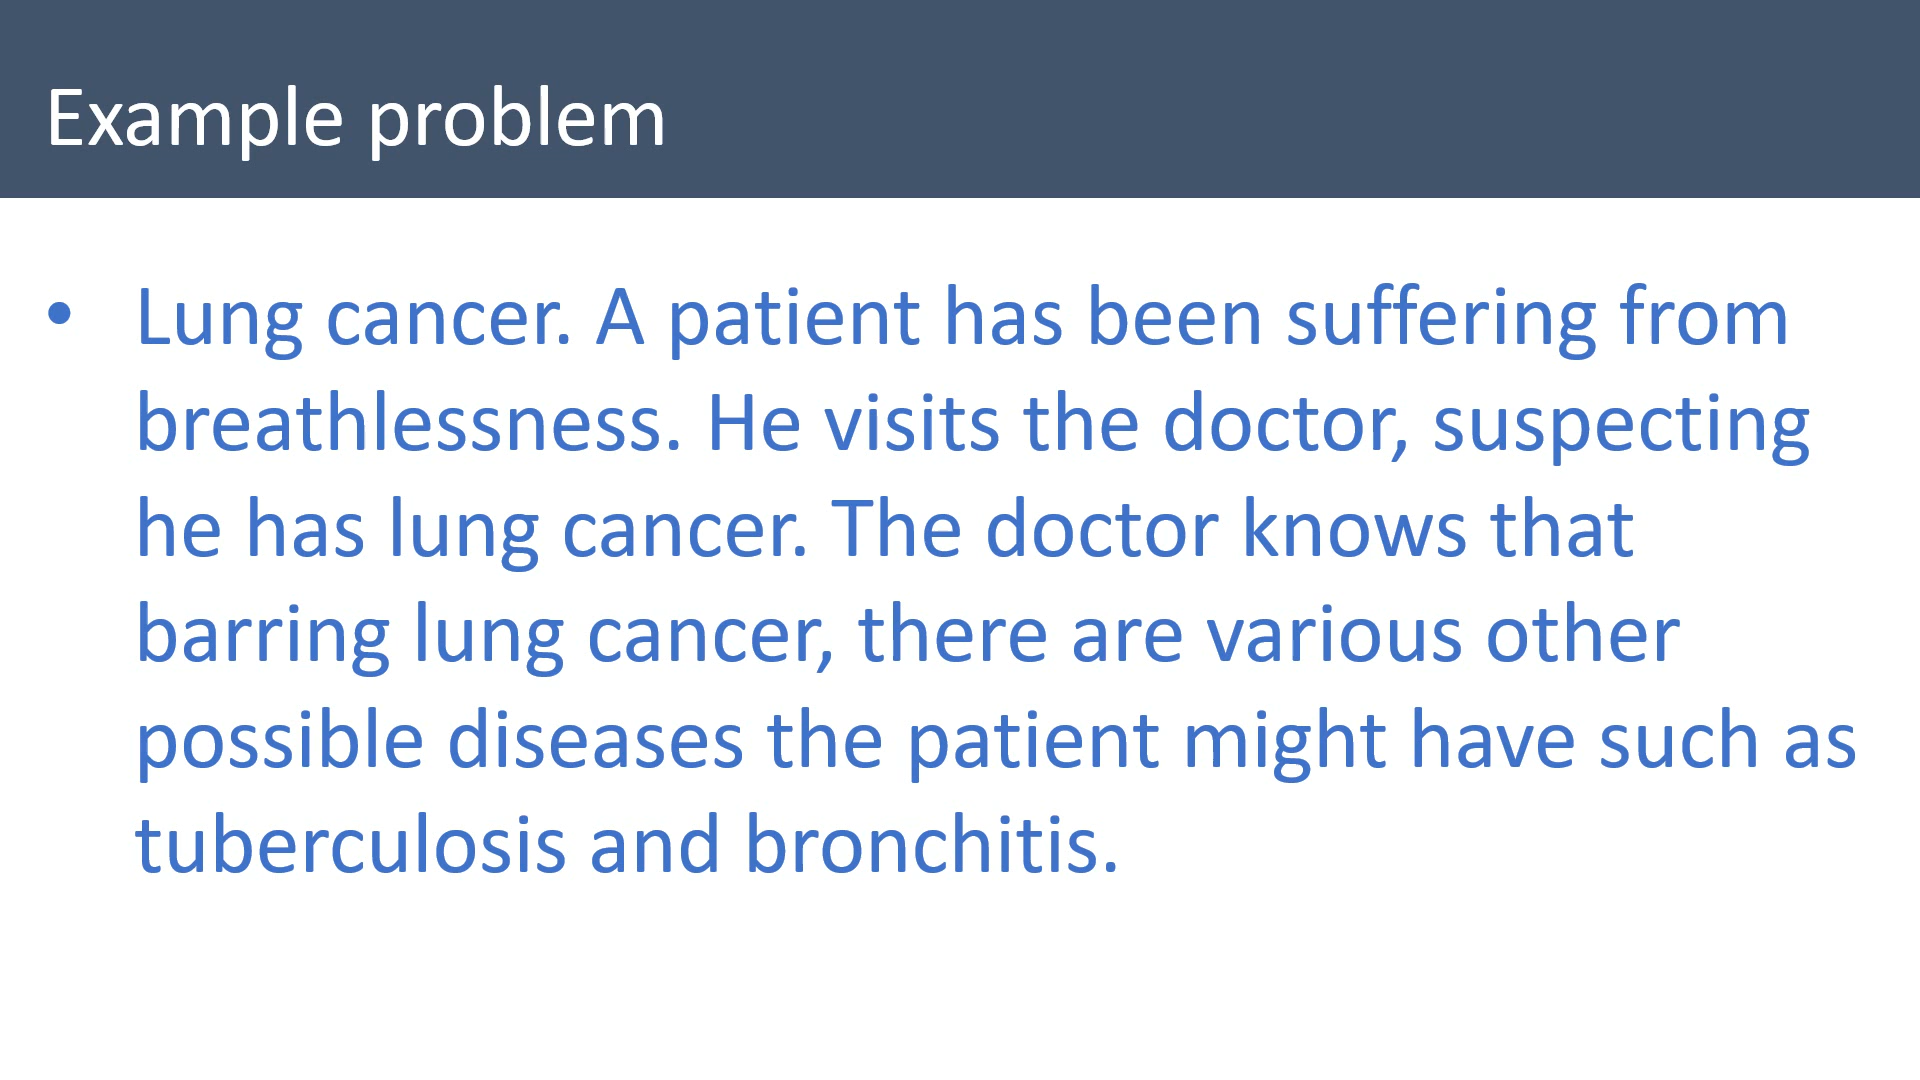 Example problem
• Lung cancer. A patient has been suffering from
breathlessness. He visits the doctor, suspecting
he has lung cancer. The doctor knows that
barring lung cancer, there are various other
possible diseases the patient might have such as
tuberculosis and bronchitis.